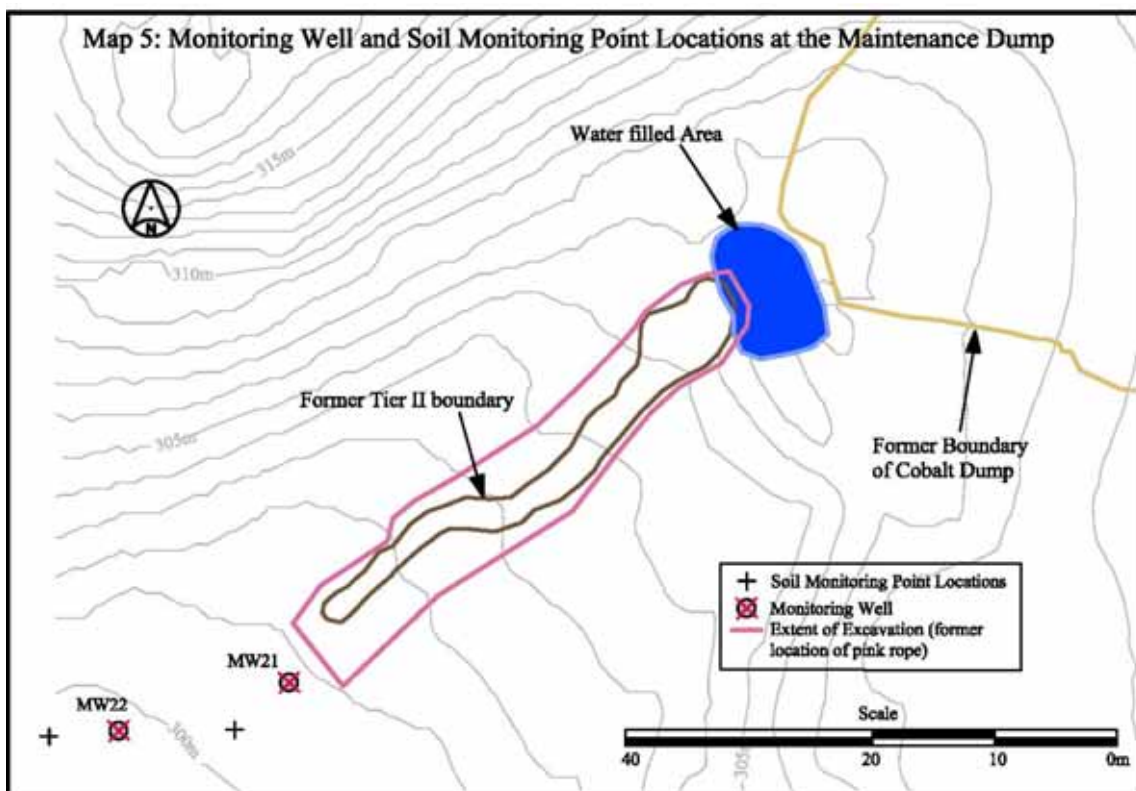 Map 5: Monitoring Well and Soil Monitoring Point Locations at the Maintenance Dump
Water filled Area
315m
N
310m
Former Tier II boundary
305m
Former Boundary
of Cobalt Dump
Soil Monitoring Point Locations
Monitoring Well
Extent of Excavation (former
location of pink rope)
MW21
MW22
300m
Scale
40 20 10 0m
305m